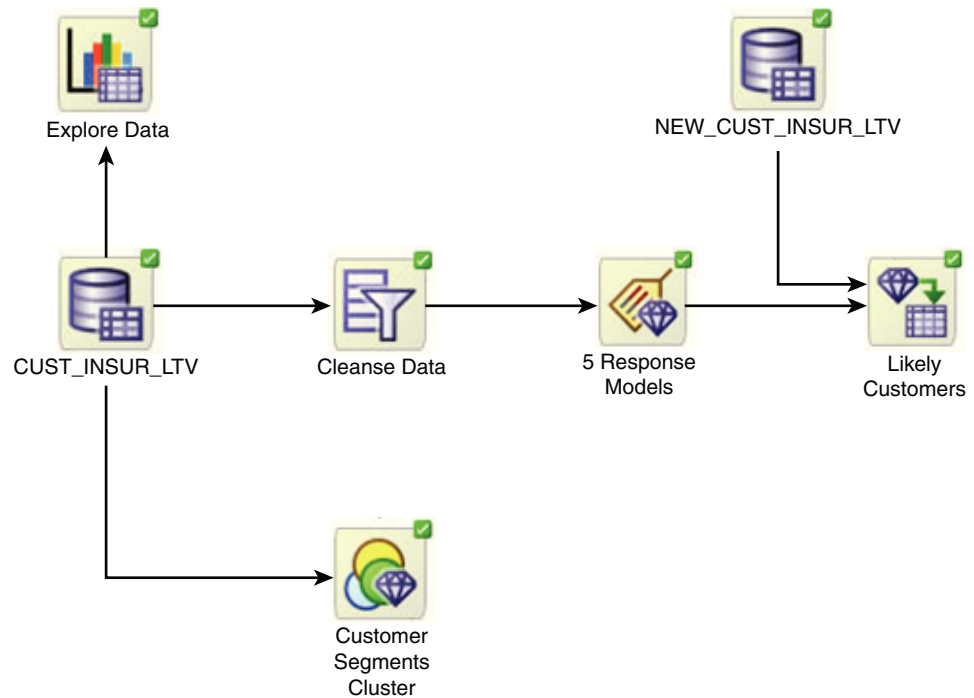 Explore Data
NEW_CUST_INSUR_LTV
CUST_INSUR_LTV
Cleanse Data
5 Response
Models
Likely
Customers
Customer
Segments
Cluster